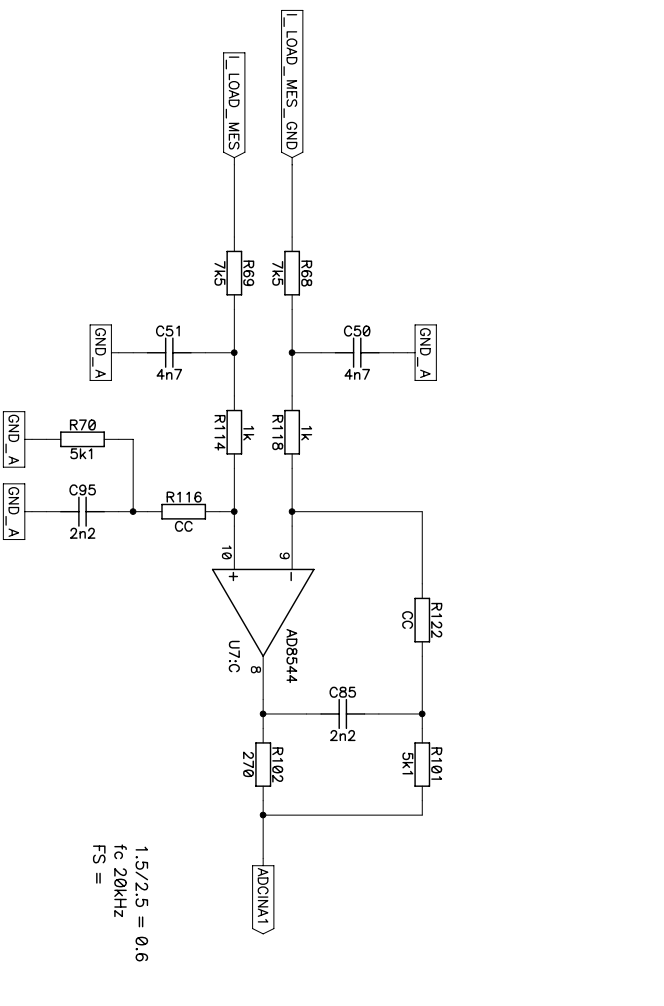 I_LOAD_MES_GND
I_LOAD_MES
R68
7k5
R69
7k5
C51
4n7
GND_A
C50
4n7
GND_A
1k
R114
1k
R118
GND_A
R70
5k1
GND_A
C95
2n2
R116
CC
10
+
9
-
AD8544
U7:C
8
R122
CC
C85
2n2
R102
270
R101
5k1
ADCINA1
1.5/2.5 = 0.6
fc 20kHz
FS =